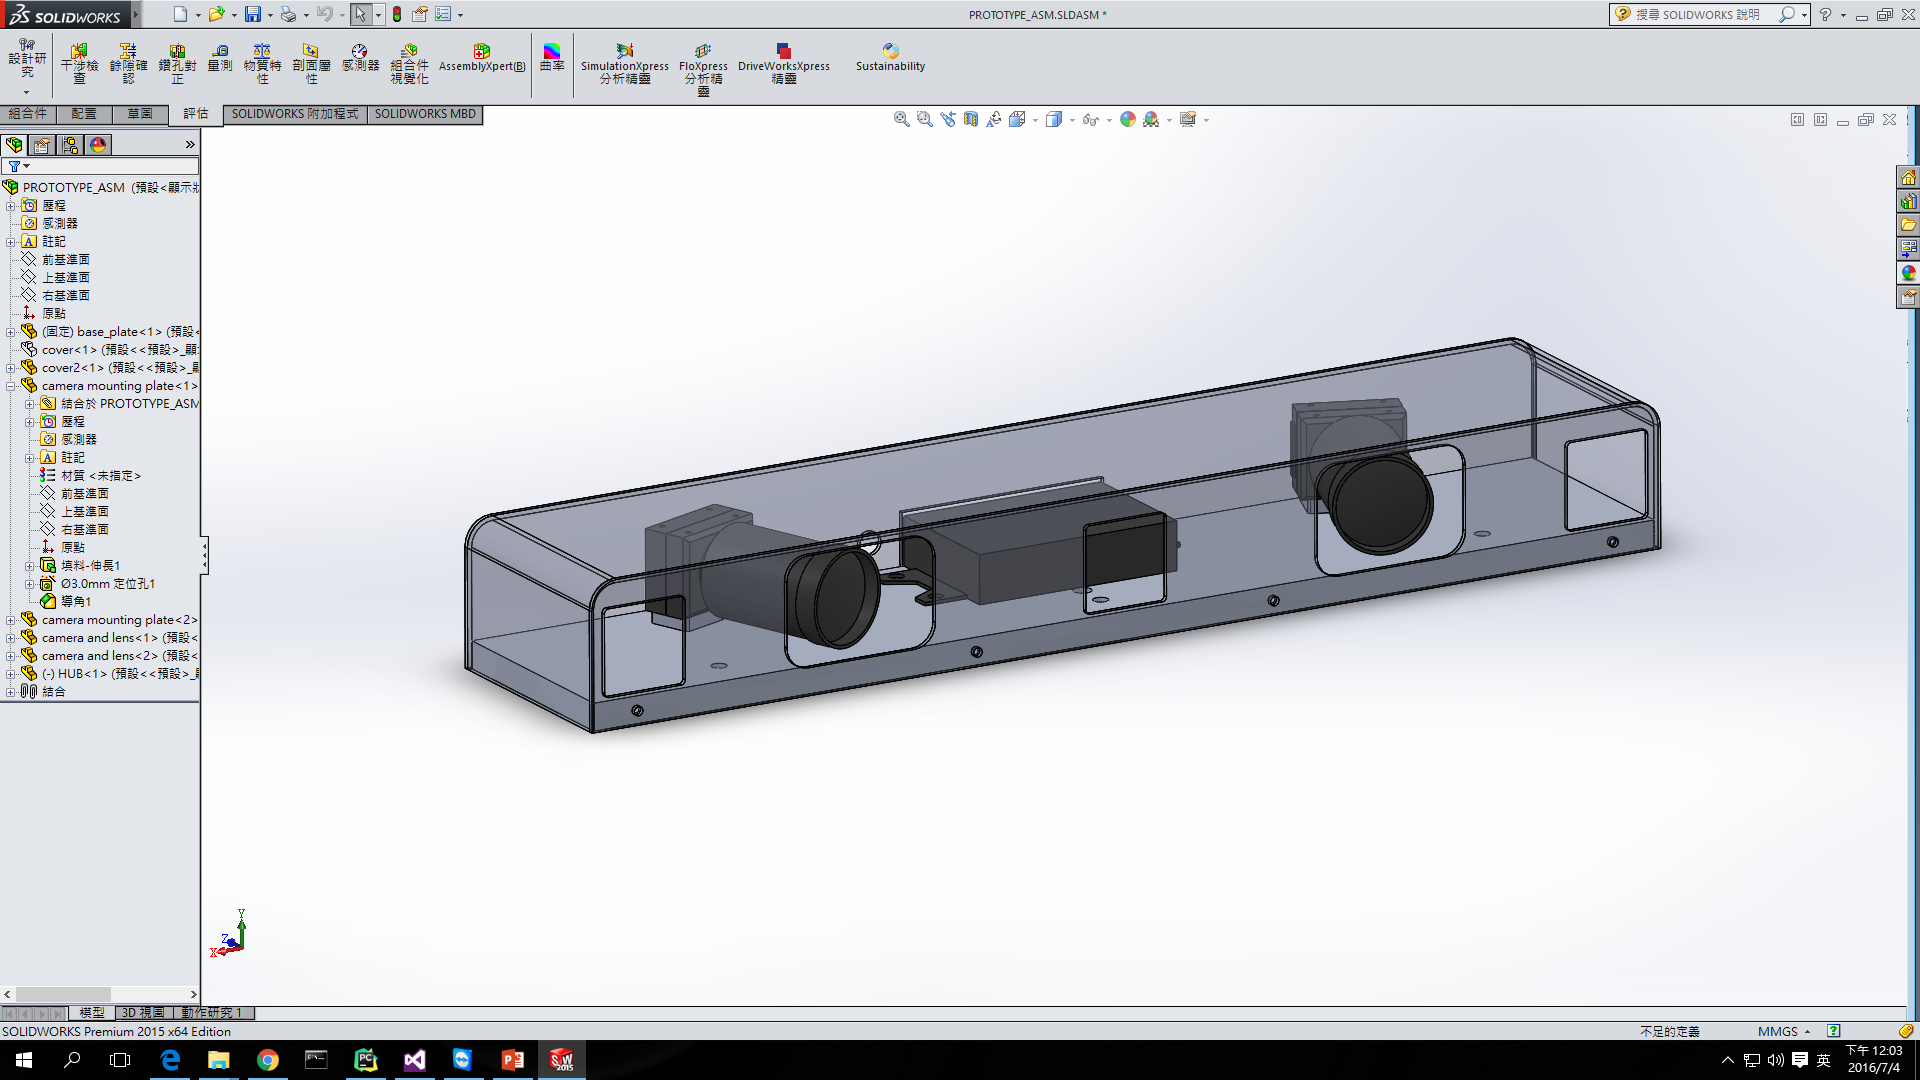 SOLIDWORKS
PROTOTYPE_ASM.SLDASM *
搜尋 SOLIDWORKS 說明
設計研究
干涉檢查
餘隙確認
鑽孔對正
量測
物質特性
剖面屬性
感測器
組合件視覺化
AssemblyXpert(B)
曲率
SimulationXpress 分析精靈
FloXpress 分析精靈
DriveWorksXpress 精靈
Sustainability
組合件
配置
草圖
評估
SOLIDWORKS 附加程式
SOLIDWORKS MBD
PROTOTYPE_ASM (預設<顯示狀
歷程
感測器
註記
前基準面
上基準面
右基準面
原點
(固定) base_plate<1> (預設<
cover<1> (預設<<預設>_顯
cover2<1> (預設<<預設>_
camera mounting plate<1>
結合於 PROTOTYPE_ASM
歷程
感測器
註記
材質 <未指定>
前基準面
上基準面
右基準面
原點
填料-伸長1
Ø3.0mm 定位孔1
導角1
camera mounting plate<2>
camera and lens<1> (預設<
camera and lens<2> (預設<
(-) HUB<1> (預設<<預設>_
結合
Y
Z
X
模型
3D 視圖
動作研究 1
SOLIDWORKS Premium 2015 x64 Edition
不足的定義
MMGS
英
下午 12:03
2016/7/4